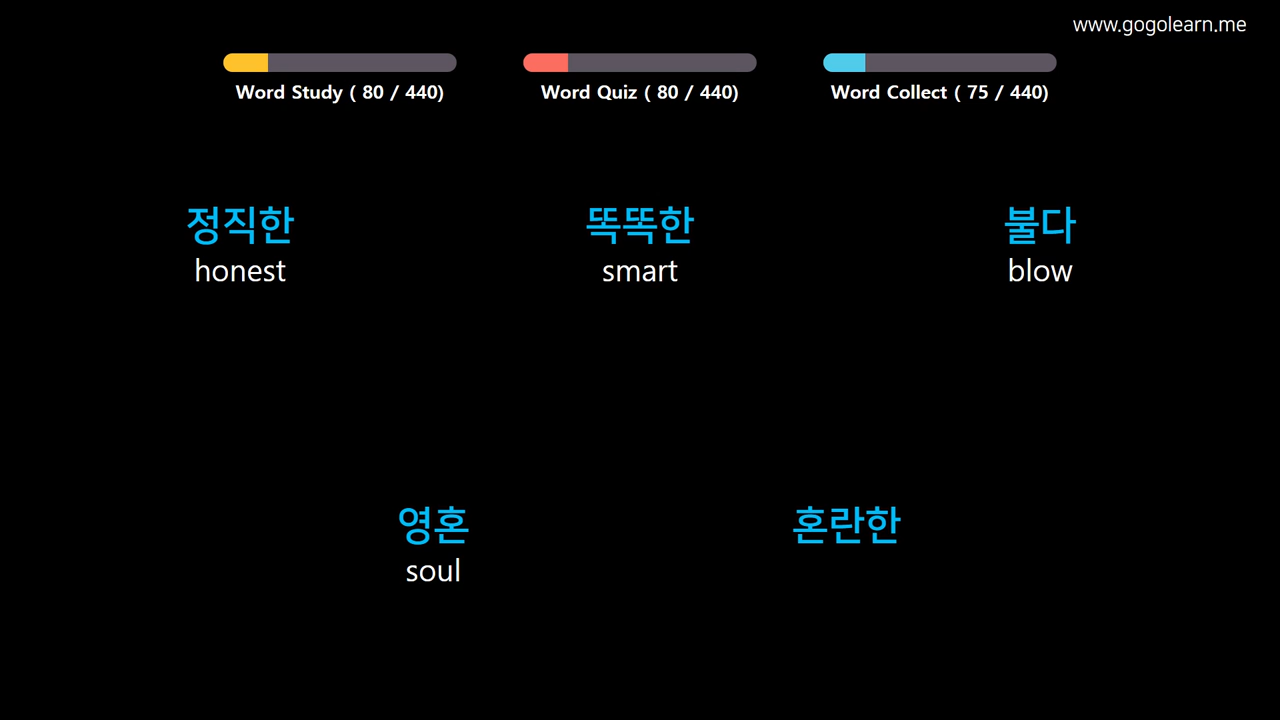 www.gogolearn.me
Word Study ( 80 / 440)
Word Quiz ( 80 / 440)
Word Collect ( 75 / 440)
정직한
honest
똑똑한
smart
불다
blow
영혼
soul
혼란한